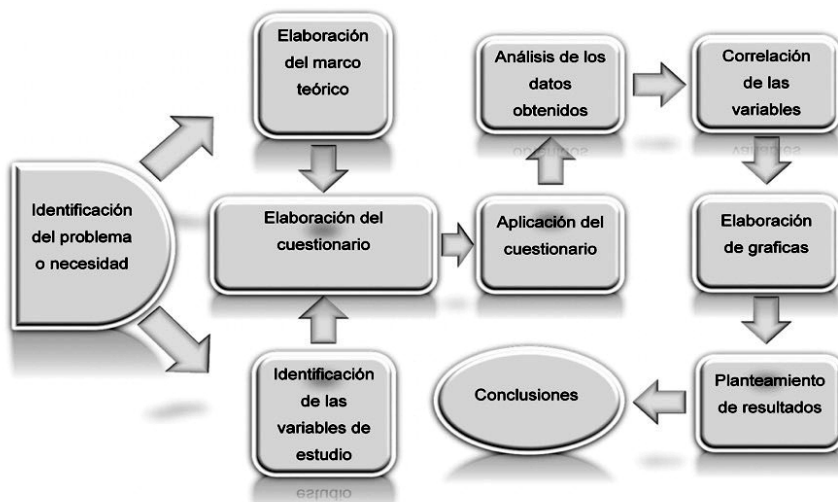 Identificación
del problema
o necesidad
Elaboración
del marco
teórico
Elaboración del
cuestionario
Identificación
de las
variables de
estudio
Aplicación del
cuestionario
Análisis de los
datos
obtenidos
Correlación
de las
variables
Elaboración
de graficas
Planteamiento
de resultados
Conclusiones